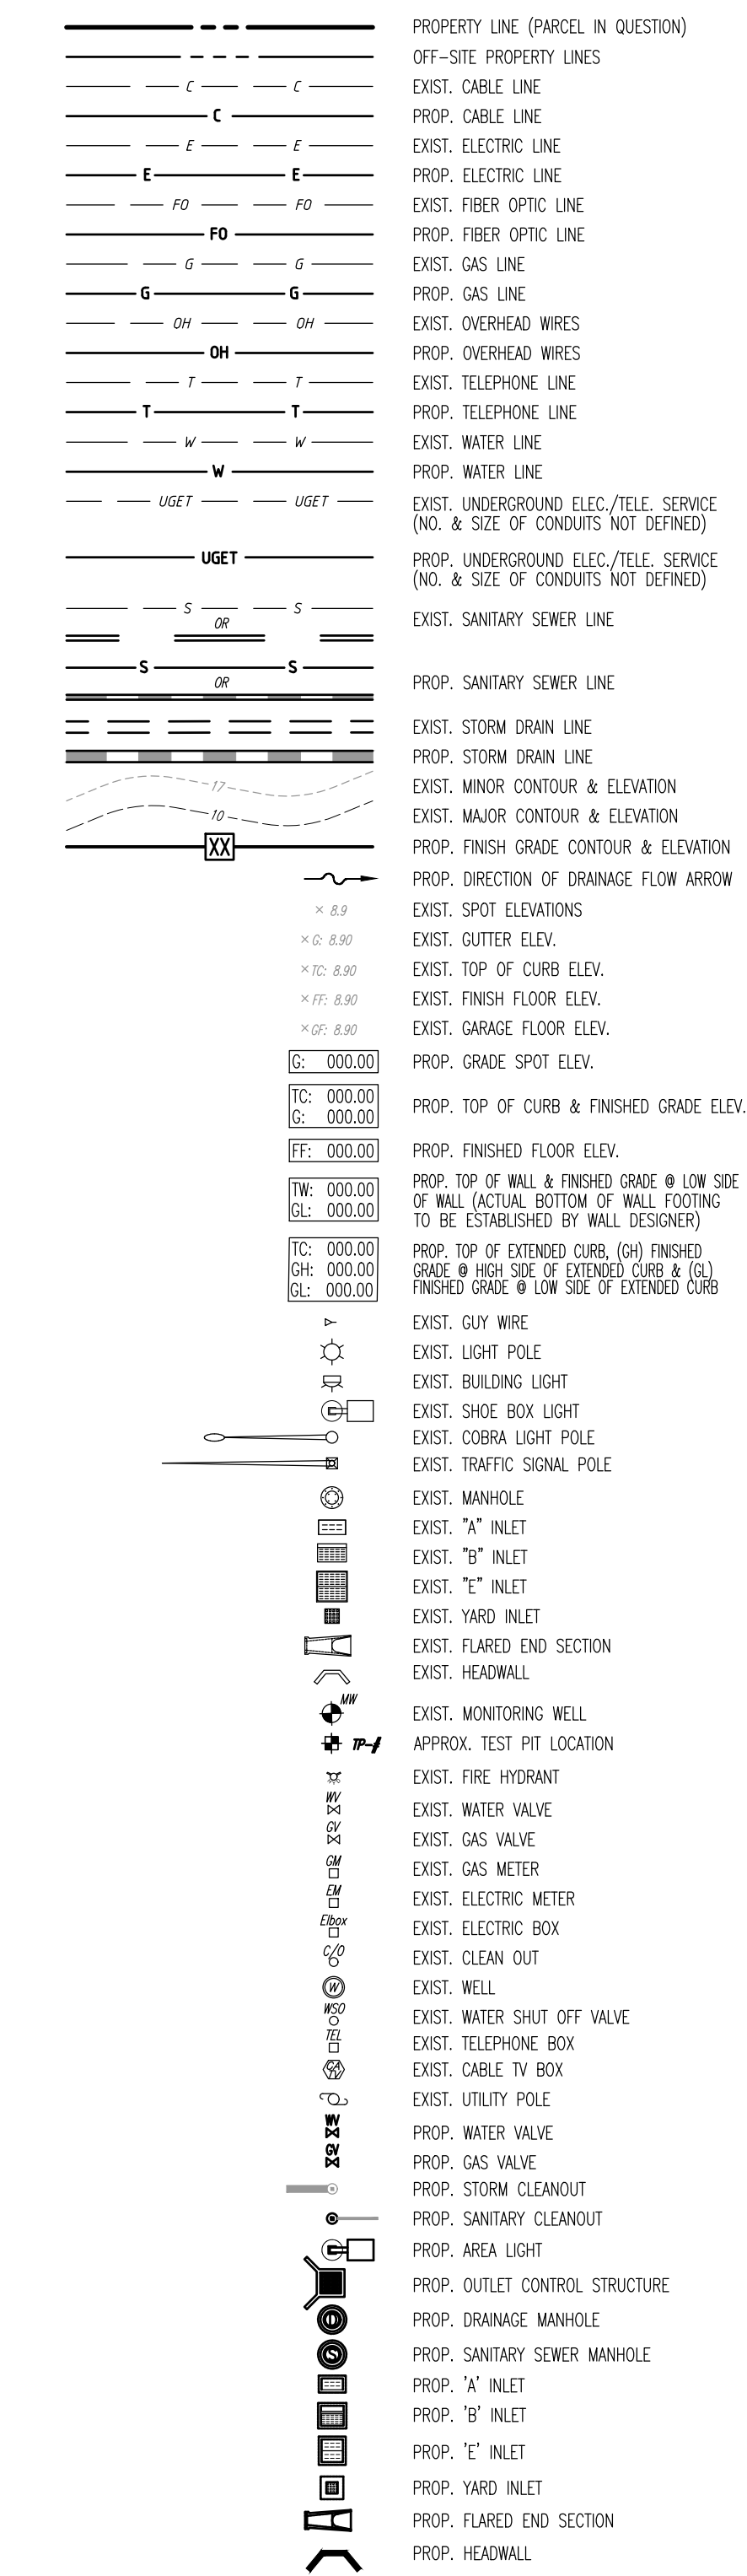 PROPERTY LINE (PARCEL IN QUESTION)
OFF-SITE PROPERTY LINES
C C EXIST. CABLE LINE
C PROP. CABLE LINE
E E EXIST. ELECTRIC LINE
E E PROP. ELECTRIC LINE
FO FO EXIST. FIBER OPTIC LINE
FO PROP. FIBER OPTIC LINE
G G EXIST. GAS LINE
G G PROP. GAS LINE
OH OH EXIST. OVERHEAD WIRES
OH PROP. OVERHEAD WIRES
T T EXIST. TELEPHONE LINE
T T PROP. TELEPHONE LINE
W W EXIST. WATER LINE
W PROP. WATER LINE
UGET UGET EXIST. UNDERGROUND ELEC./TELE. SERVICE
(NO. & SIZE OF CONDUITS NOT DEFINED)
UGET PROP. UNDERGROUND ELEC./TELE. SERVICE
(NO. & SIZE OF CONDUITS NOT DEFINED)
S S
OR EXIST. SANITARY SEWER LINE
S S
OR PROP. SANITARY SEWER LINE
EXIST. STORM DRAIN LINE
PROP. STORM DRAIN LINE
17 EXIST. MINOR CONTOUR & ELEVATION
10 EXIST. MAJOR CONTOUR & ELEVATION
XX PROP. FINISH GRADE CONTOUR & ELEVATION
PROP. DIRECTION OF DRAINAGE FLOW ARROW
× 8.9 EXIST. SPOT ELEVATIONS
× G: 8.90 EXIST. GUTTER ELEV.
× TC: 8.90 EXIST. TOP OF CURB ELEV.
× FF: 8.90 EXIST. FINISH FLOOR ELEV.
× GF: 8.90 EXIST. GARAGE FLOOR ELEV.
G: 000.00 PROP. GRADE SPOT ELEV.
TC: 000.00
G: 000.00
PROP. TOP OF CURB & FINISHED GRADE ELEV.
FF: 000.00 PROP. FINISHED FLOOR ELEV.
TW: 000.00
GL: 000.00
PROP. TOP OF WALL & FINISHED GRADE @ LOW SIDE
OF WALL (ACTUAL BOTTOM OF WALL FOOTING
TO BE ESTABLISHED BY WALL DESIGNER)
TC: 000.00
GH: 000.00
GL: 000.00
PROP. TOP OF EXTENDED CURB, (GH) FINISHED
GRADE @ HIGH SIDE OF EXTENDED CURB & (GL)
FINISHED GRADE @ LOW SIDE OF EXTENDED CURB
EXIST. GUY WIRE
EXIST. LIGHT POLE
EXIST. BUILDING LIGHT
EXIST. SHOE BOX LIGHT
EXIST. COBRA LIGHT POLE
EXIST. TRAFFIC SIGNAL POLE
EXIST. MANHOLE
EXIST. "A" INLET
EXIST. "B" INLET
EXIST. "E" INLET
EXIST. YARD INLET
EXIST. FLARED END SECTION
EXIST. HEADWALL
MW EXIST. MONITORING WELL
TP-# APPROX. TEST PIT LOCATION
EXIST. FIRE HYDRANT
WV EXIST. WATER VALVE
GV EXIST. GAS VALVE
GM EXIST. GAS METER
EM EXIST. ELECTRIC METER
Elbox EXIST. ELECTRIC BOX
C/O EXIST. CLEAN OUT
W EXIST. WELL
WSO EXIST. WATER SHUT OFF VALVE
TEL EXIST. TELEPHONE BOX
CA
TV EXIST. CABLE TV BOX
EXIST. UTILITY POLE
WV PROP. WATER VALVE
GV PROP. GAS VALVE
PROP. STORM CLEANOUT
PROP. SANITARY CLEANOUT
PROP. AREA LIGHT
PROP. OUTLET CONTROL STRUCTURE
D PROP. DRAINAGE MANHOLE
S PROP. SANITARY SEWER MANHOLE
PROP. 'A' INLET
PROP. 'B' INLET
PROP. 'E' INLET
PROP. YARD INLET
PROP. FLARED END SECTION
PROP. HEADWALL